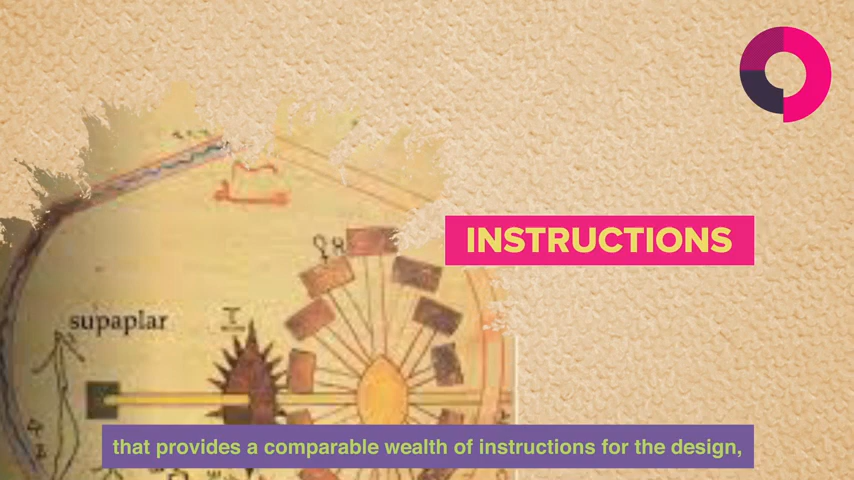 INSTRUCTIONS
supaplar
that provides a comparable wealth of instructions for the design,